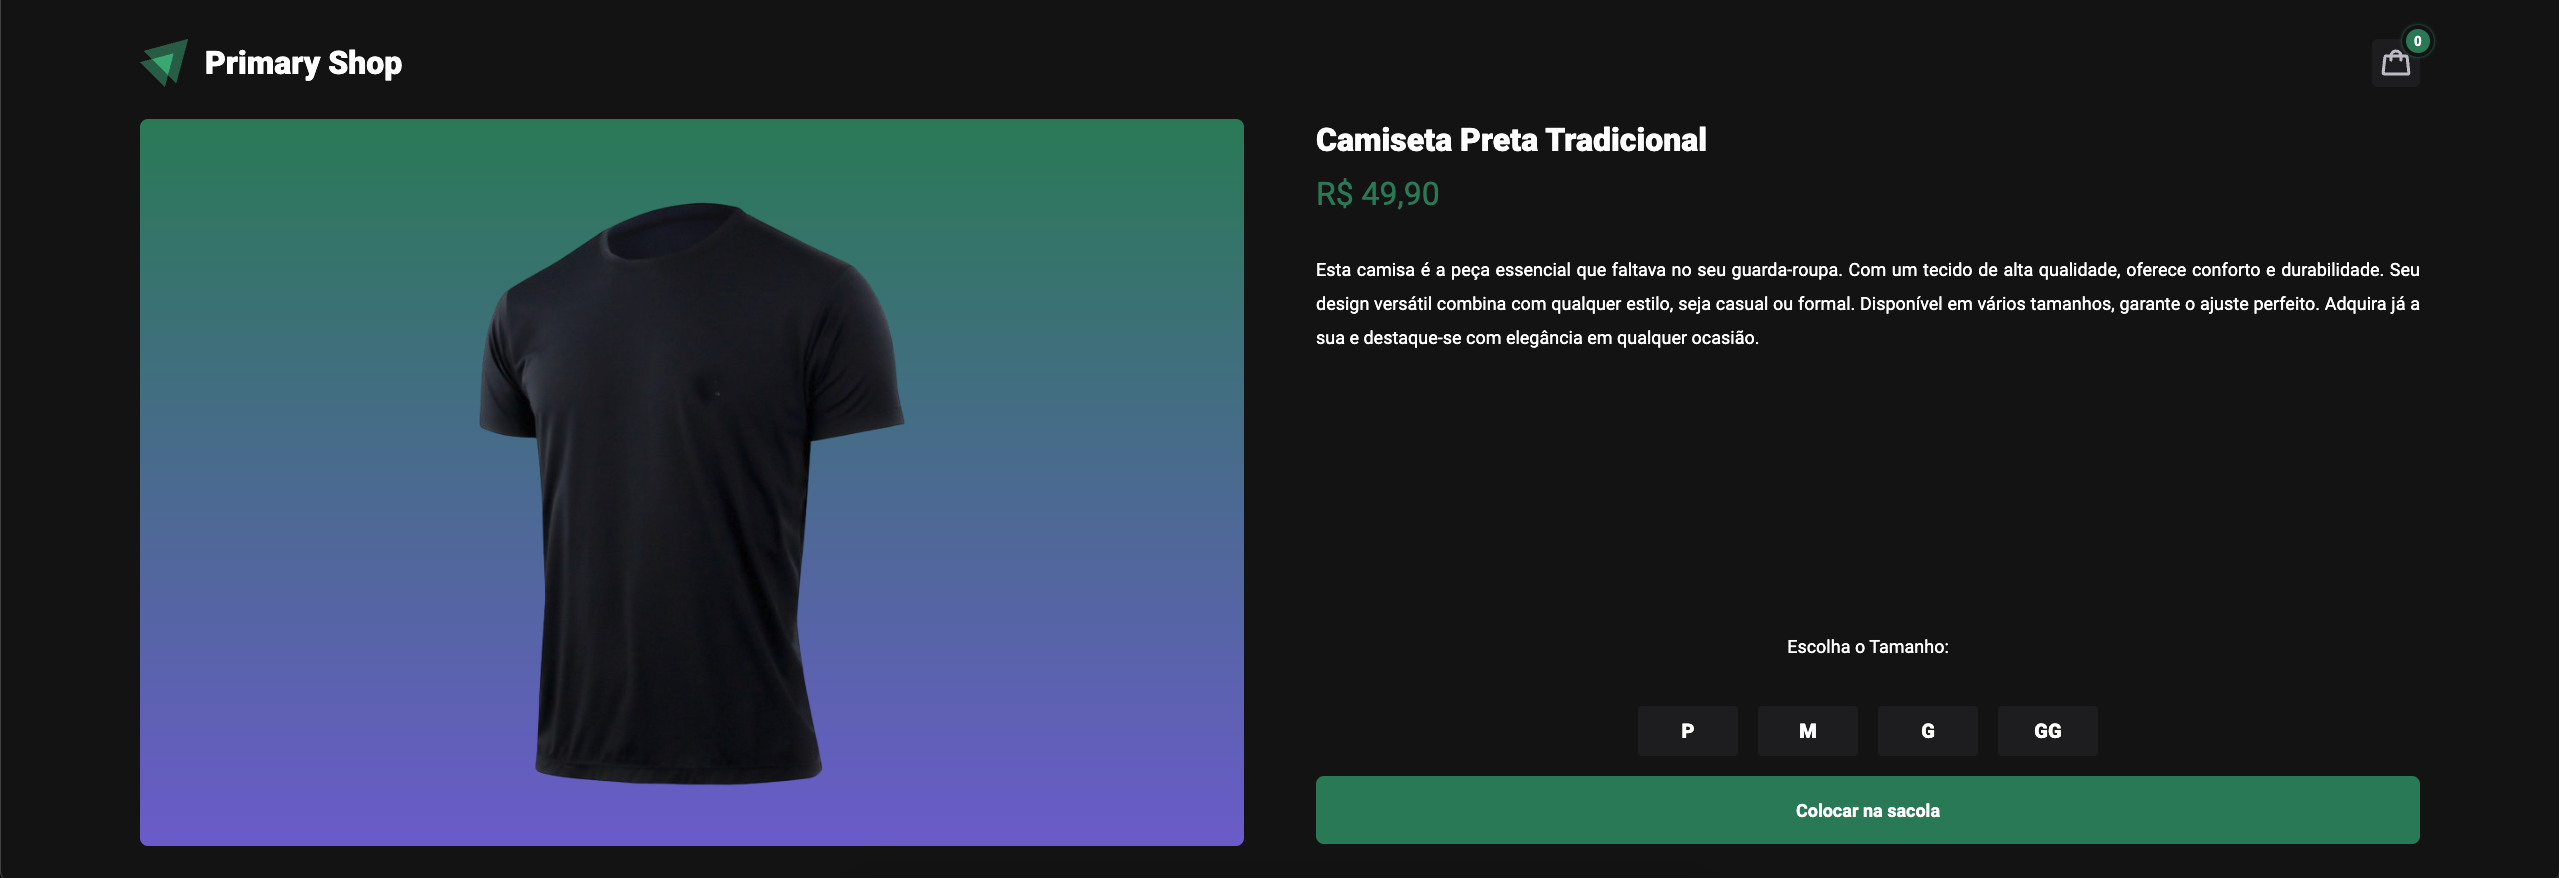 Primary Shop
0
Camiseta Preta Tradicional
R$ 49,90
Esta camisa é a peça essencial que faltava no seu guarda-roupa. Com um tecido de alta qualidade, oferece conforto e durabilidade. Seu
design versátil combina com qualquer estilo, seja casual ou formal. Disponível em vários tamanhos, garante o ajuste perfeito. Adquira já a
sua e destaque-se com elegância em qualquer ocasião.
Escolha o Tamanho:
P M G GG
Colocar na sacola